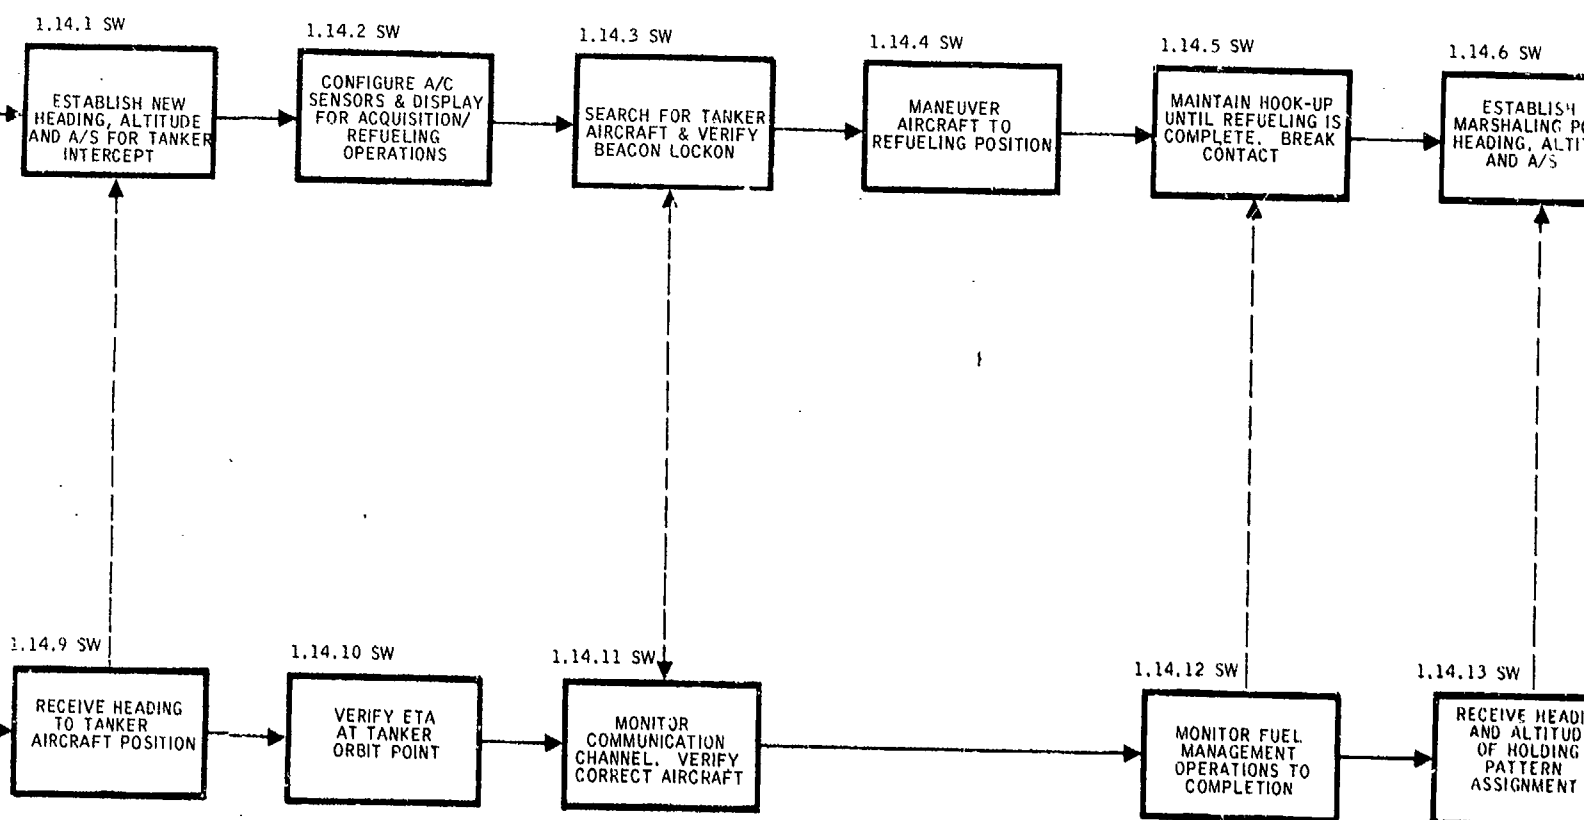 1.14.1 SW
ESTABLISH NEW
HEADING, ALTITUDE
AND A/S FOR TANKER
INTERCEPT
1.14.2 SW
CONFIGURE A/C
SENSORS & DISPLAY
FOR ACQUISITION/
REFUELING
OPERATIONS
1.14.3 SW
SEARCH FOR TANKER
AIRCRAFT & VERIFY
BEACON LOCKON
1.14.4 SW
MANEUVER
AIRCRAFT TO
REFUELING POSITION
1.14.5 SW
MAINTAIN HOOK-UP
UNTIL REFUELING IS
COMPLETE. BREAK
CONTACT
1.14.6 SW
ESTABLISH
MARSHALING
HEADING,
AND A/S
1.14.9 SW
RECEIVE HEADING
TO TANKER
AIRCRAFT POSITION
1.14.10 SW
VERIFY ETA
AT TANKER
ORBIT POINT
1.14.11 SW
MONITOR
COMMUNICATION
CHANNEL. VERIFY
CORRECT AIRCRAFT
1.14.12 SW
MONITOR FUEL
MANAGEMENT
OPERATIONS TO
COMPLETION
1.14.13 SW
RECEIVE
AND
OF HOLDING
PATTERN
ASSIGNMENT